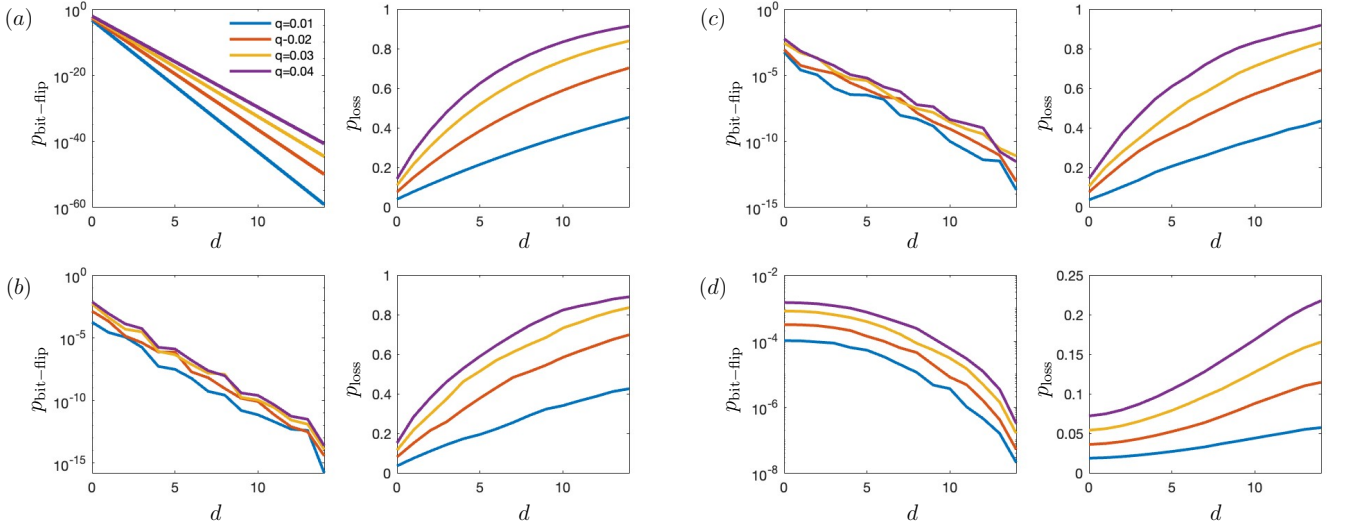 (a)
10^0
10^-20
10^-40
10^-60
p_bit−flip
0 5 10
d
q=0.01
q-0.02
q=0.03
q=0.04
1
0.8
0.6
0.4
0.2
0
p_loss
0 5 10
d
(c)
10^0
10^-5
10^-10
10^-15
p_bit−flip
0 5 10
d
1
0.8
0.6
0.4
0.2
0
p_loss
0 5 10
d
(b)
10^0
10^-5
10^-10
10^-15
p_bit−flip
0 5 10
d
1
0.8
0.6
0.4
0.2
0
p_loss
0 5 10
d
(d)
10^-2
10^-4
10^-6
10^-8
p_bit−flip
0 5 10
d
0.25
0.2
0.15
0.1
0.05
0
p_loss
0 5 10
d